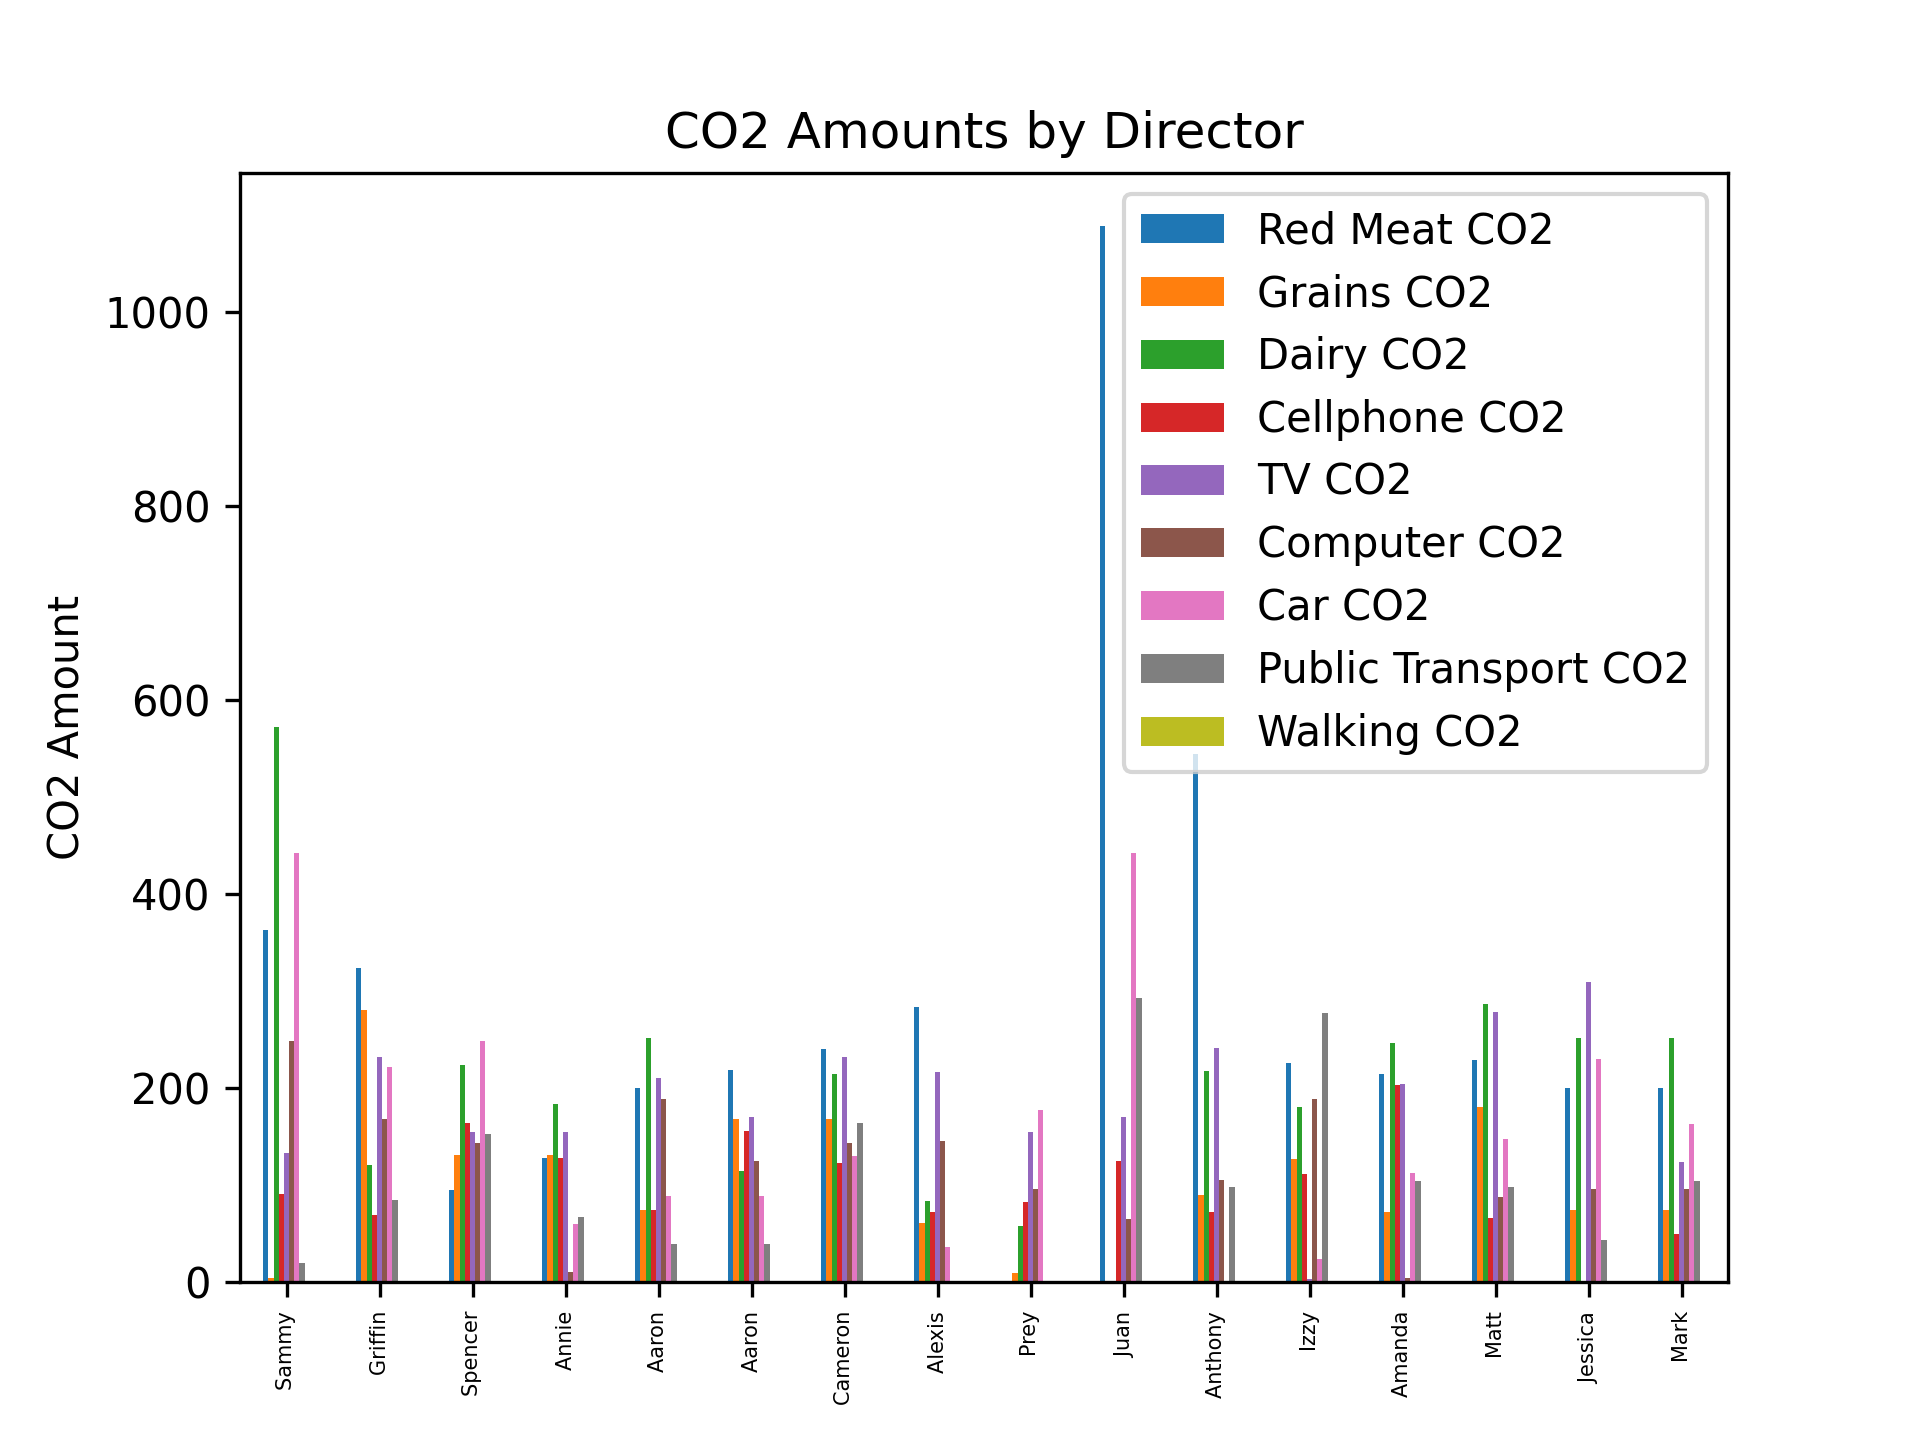 CO2 Amounts by Director
CO2 Amount
1000
800
600
400
200
0
Red Meat CO2
Grains CO2
Dairy CO2
Cellphone CO2
TV CO2
Computer CO2
Car CO2
Public Transport CO2
Walking CO2
Sammy
Griffin
Spencer
Annie
Aaron
Aaron
Cameron
Alexis
Prey
Juan
Anthony
Izzy
Amanda
Matt
Jessica
Mark